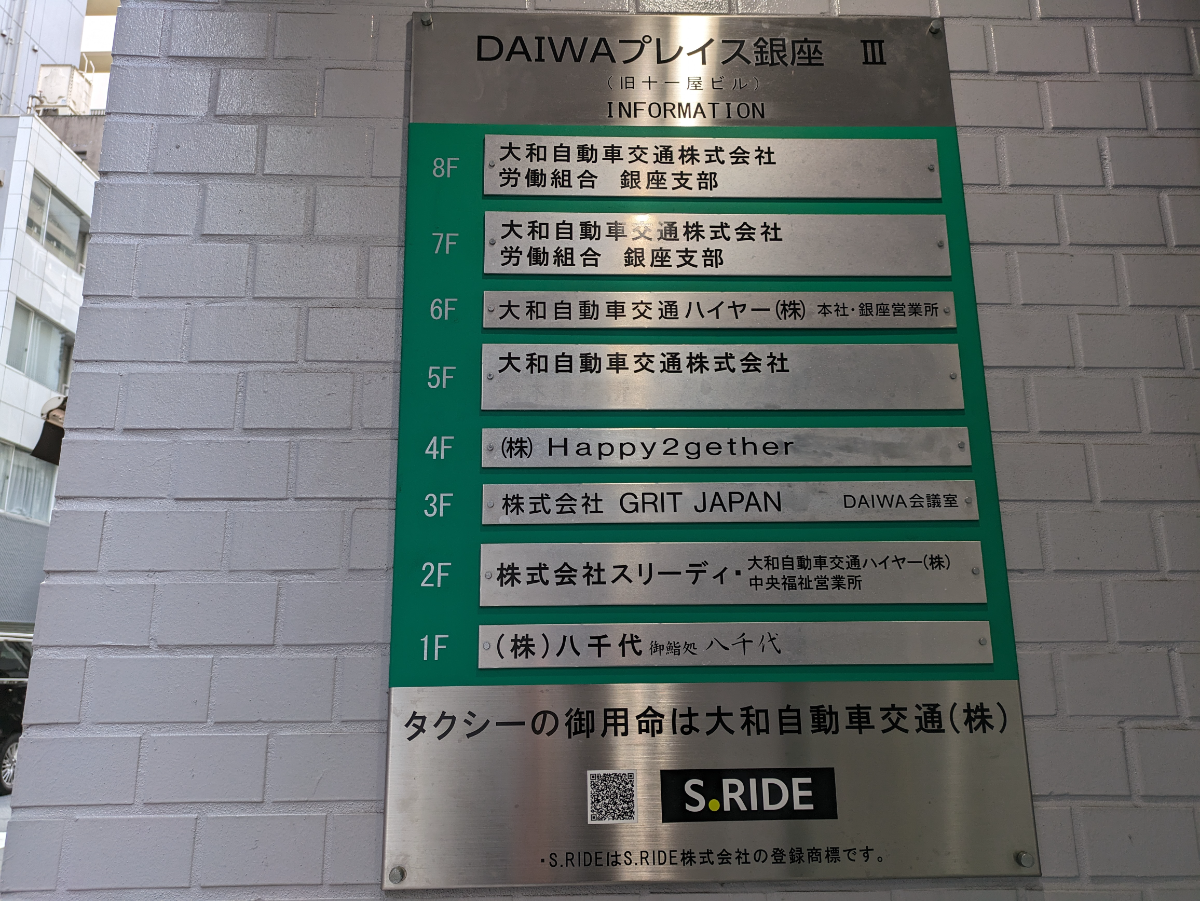 DAIWAプレイス銀座 Ⅲ
(旧十一屋ビル)
INFORMATION
8F 大和自動車交通株式会社
労働組合 銀座支部
7F 大和自動車交通株式会社
労働組合 銀座支部
6F 大和自動車交通ハイヤー(株) 本社・銀座営業所
5F 大和自動車交通株式会社
4F (株) Happy2gether
3F 株式会社 GRIT JAPAN DAIWA会議室
2F 株式会社スリーディ・大和自動車交通ハイヤー(株)
中央福祉営業所
1F (株)八千代 御鮨処 八千代
タクシーの御用命は大和自動車交通(株)
S.RIDE
・S.RIDEはS.RIDE株式会社の登録商標です。